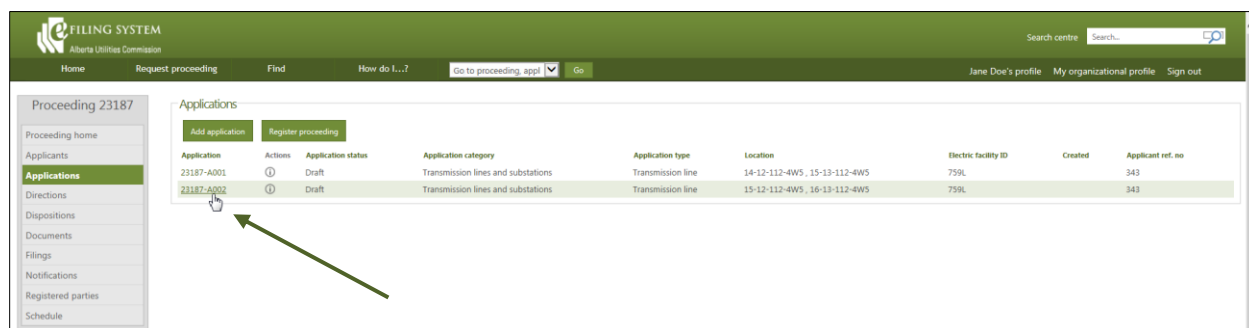 eFILING SYSTEM
Alberta Utilities Commission
Search centre Search...
Home Request proceeding Find How do I...? Go to proceeding, appl Go Jane Doe's profile My organizational profile Sign out
Proceeding 23187
Proceeding home
Applicants
Applications
Directions
Dispositions
Documents
Filings
Notifications
Registered parties
Schedule
Applications
Add application Register proceeding
Application Actions Application status Application category Application type Location Electric facility ID Created Applicant ref. no
23187-A001 Draft Transmission lines and substations Transmission line 14-12-112-4W5 , 15-13-112-4W5 759L 343
23187-A002 Draft Transmission lines and substations Transmission line 15-12-112-4W5 , 16-13-112-4W5 759L 343